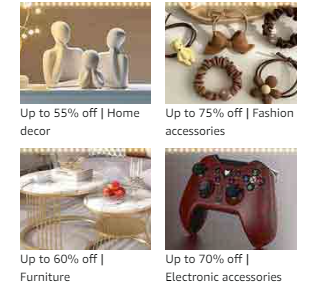 Up to 55% off | Home
decor
Up to 75% off | Fashion
accessories
Up to 60% off |
Furniture
Up to 70% off |
Electronic accessories